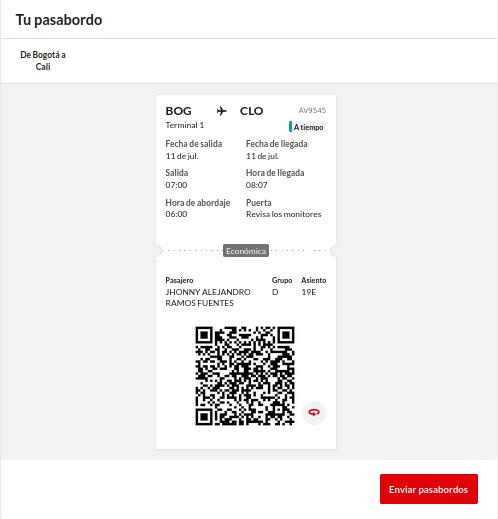 Tu pasabordo
De Bogotá a
Cali
BOG CLO AV9545
Terminal 1 A tiempo
Fecha de salida Fecha de llegada
11 de jul. 11 de jul.
Salida Hora de llegada
07:00 08:07
Hora de abordaje Puerta
06:00 Revisa los monitores
Económica
Pasajero Grupo Asiento
JHONNY ALEJANDRO D 19E
RAMOS FUENTES
Enviar pasabordos